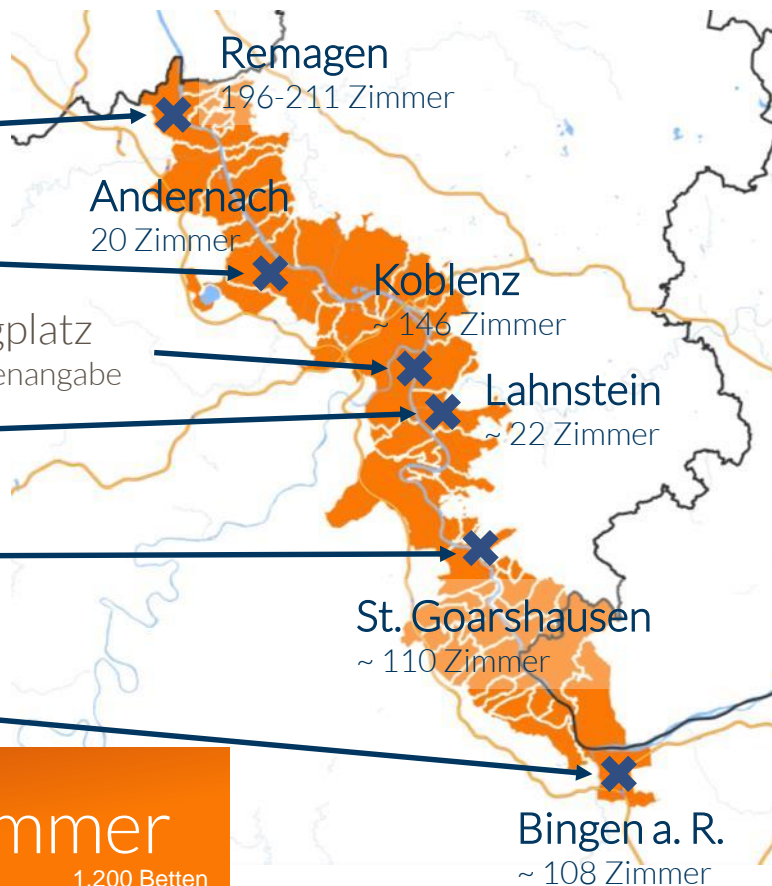 Remagen
196-211 Zimmer
Andernach
20 Zimmer
Koblenz
~ 146 Zimmer
gplatz
enangabe
Lahnstein
~ 22 Zimmer
St. Goarshausen
~ 110 Zimmer
mmer
1.200 Betten
Bingen a. R.
~ 108 Zimmer